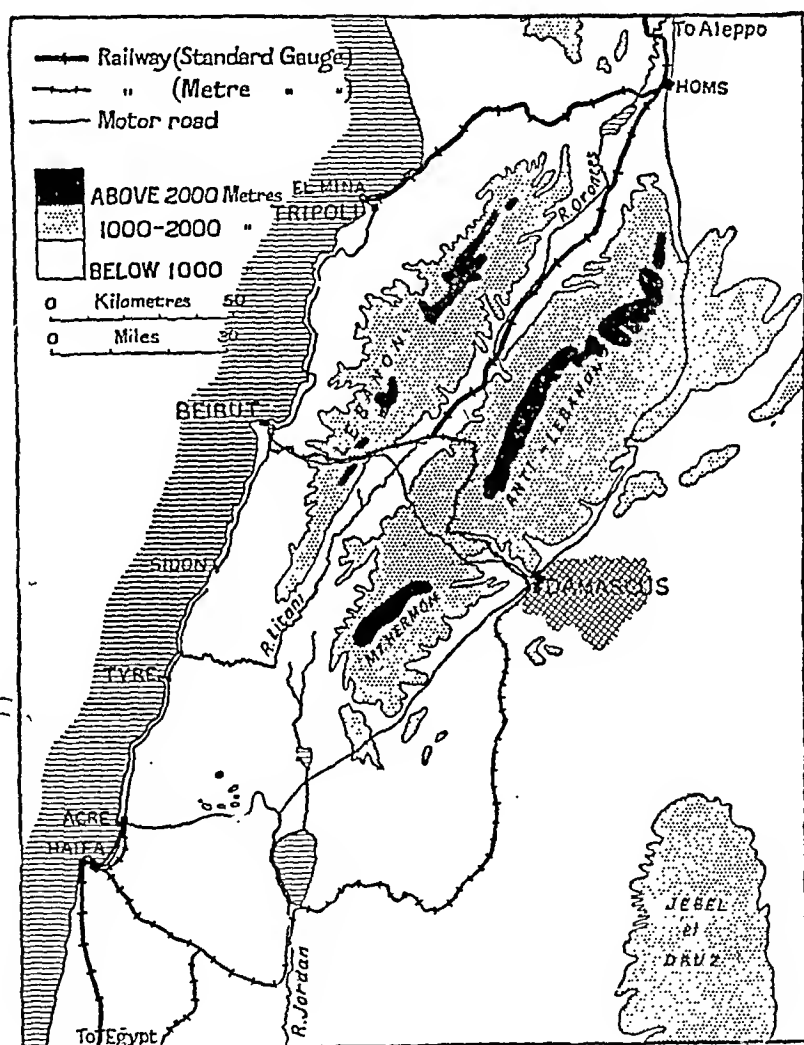 Railway (Standard Gauge)
" (Metre " ")
Motor road
ABOVE 2000 Metres
1000-2000 "
BELOW 1000 "
0 Kilometres 50
0 Miles 30
To Aleppo
HOMS
EL MINA
TRIPOLI
R. Orontes
LEBANON
BEIRUT
ANTI-LEBANON
SIDON
DAMASCUS
R. Litani
MT HERMON
TYRE
ACRE
HAIFA
JEBEL
el
DRUZ
R. Jordan
To Egypt